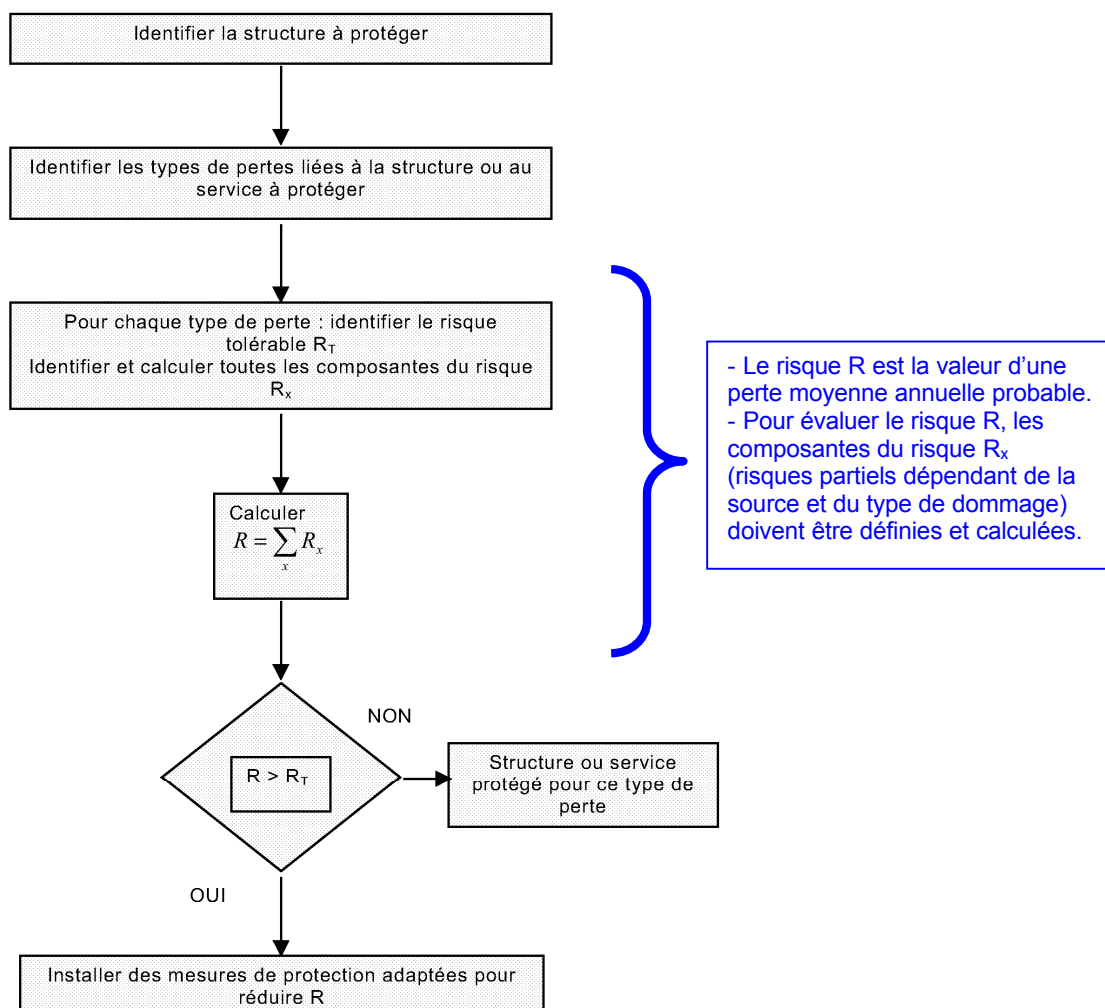 Identifier la structure à protéger
Identifier les types de pertes liées à la structure ou au
service à protéger
Pour chaque type de perte : identifier le risque
tolérable R_T
Identifier et calculer toutes les composantes du risque
R_x
- Le risque R est la valeur d’une
perte moyenne annuelle probable.
- Pour évaluer le risque R, les
composantes du risque R_x
(risques partiels dépendant de la
source et du type de dommage)
doivent être définies et calculées.
Calculer
R = ∑_x R_x
NON
R > R_T
Structure ou service
protégé pour ce type de
perte
OUI
Installer des mesures de protection adaptées pour
réduire R